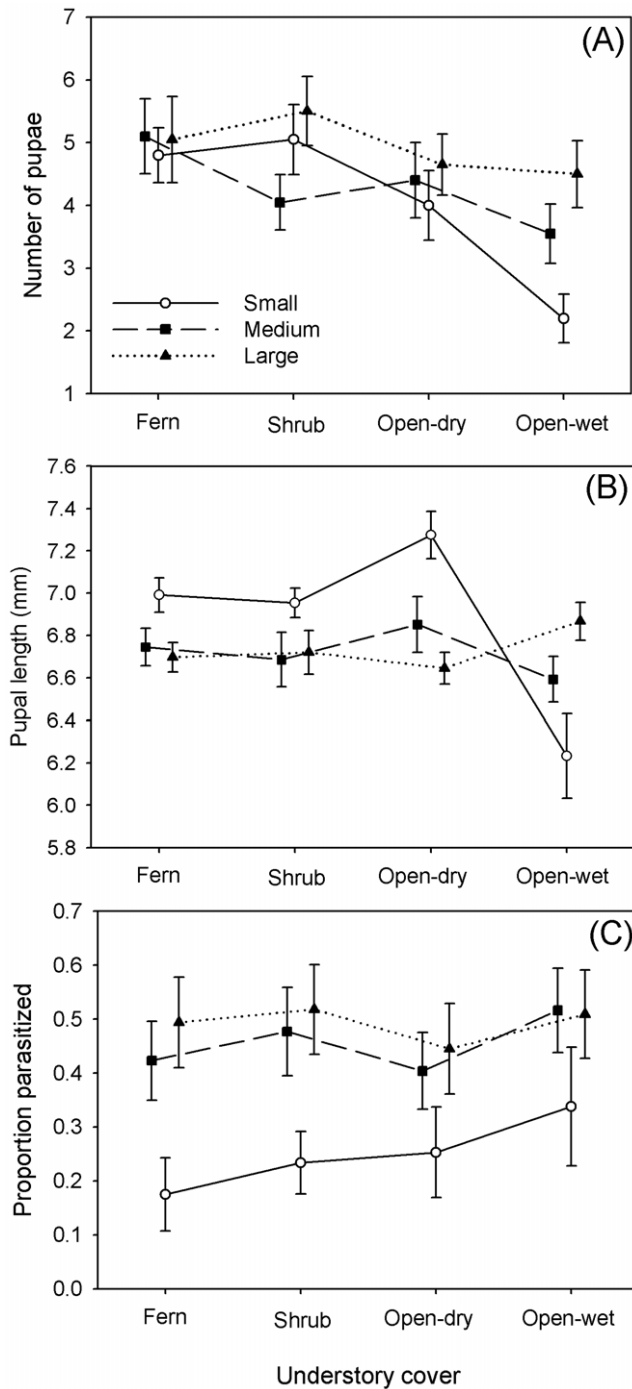 (A)
7
6
5
4
3
2
1
Number of pupae
Small
Medium
Large
Fern Shrub Open-dry Open-wet
(B)
7.6
7.4
7.2
7.0
6.8
6.6
6.4
6.2
6.0
5.8
Pupal length (mm)
Fern Shrub Open-dry Open-wet
(C)
0.7
0.6
0.5
0.4
0.3
0.2
0.1
0.0
Proportion parasitized
Fern Shrub Open-dry Open-wet
Understory cover